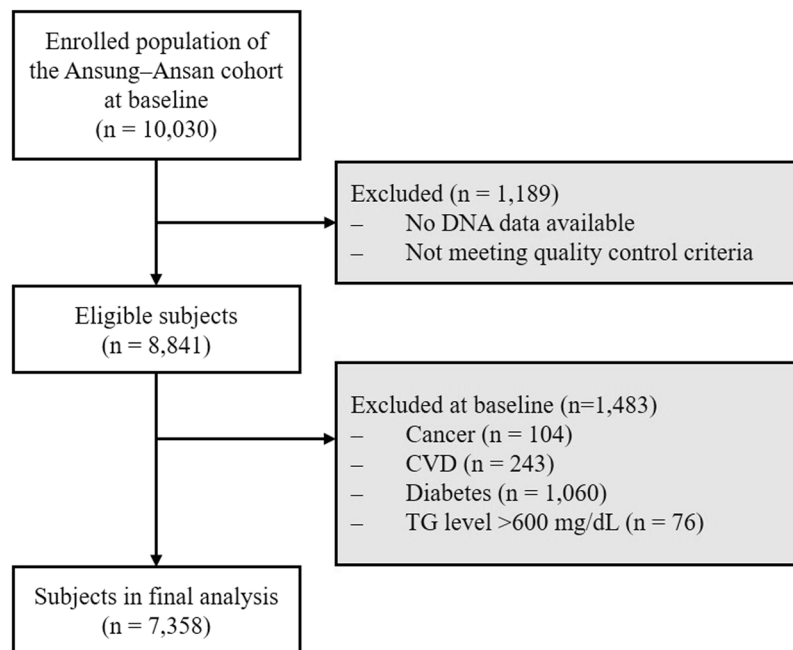 Enrolled population of
the Ansung–Ansan cohort
at baseline
(n = 10,030)
Excluded (n = 1,189)
– No DNA data available
– Not meeting quality control criteria
Eligible subjects
(n = 8,841)
Excluded at baseline (n=1,483)
– Cancer (n = 104)
– CVD (n = 243)
– Diabetes (n = 1,060)
– TG level >600 mg/dL (n = 76)
Subjects in final analysis
(n = 7,358)